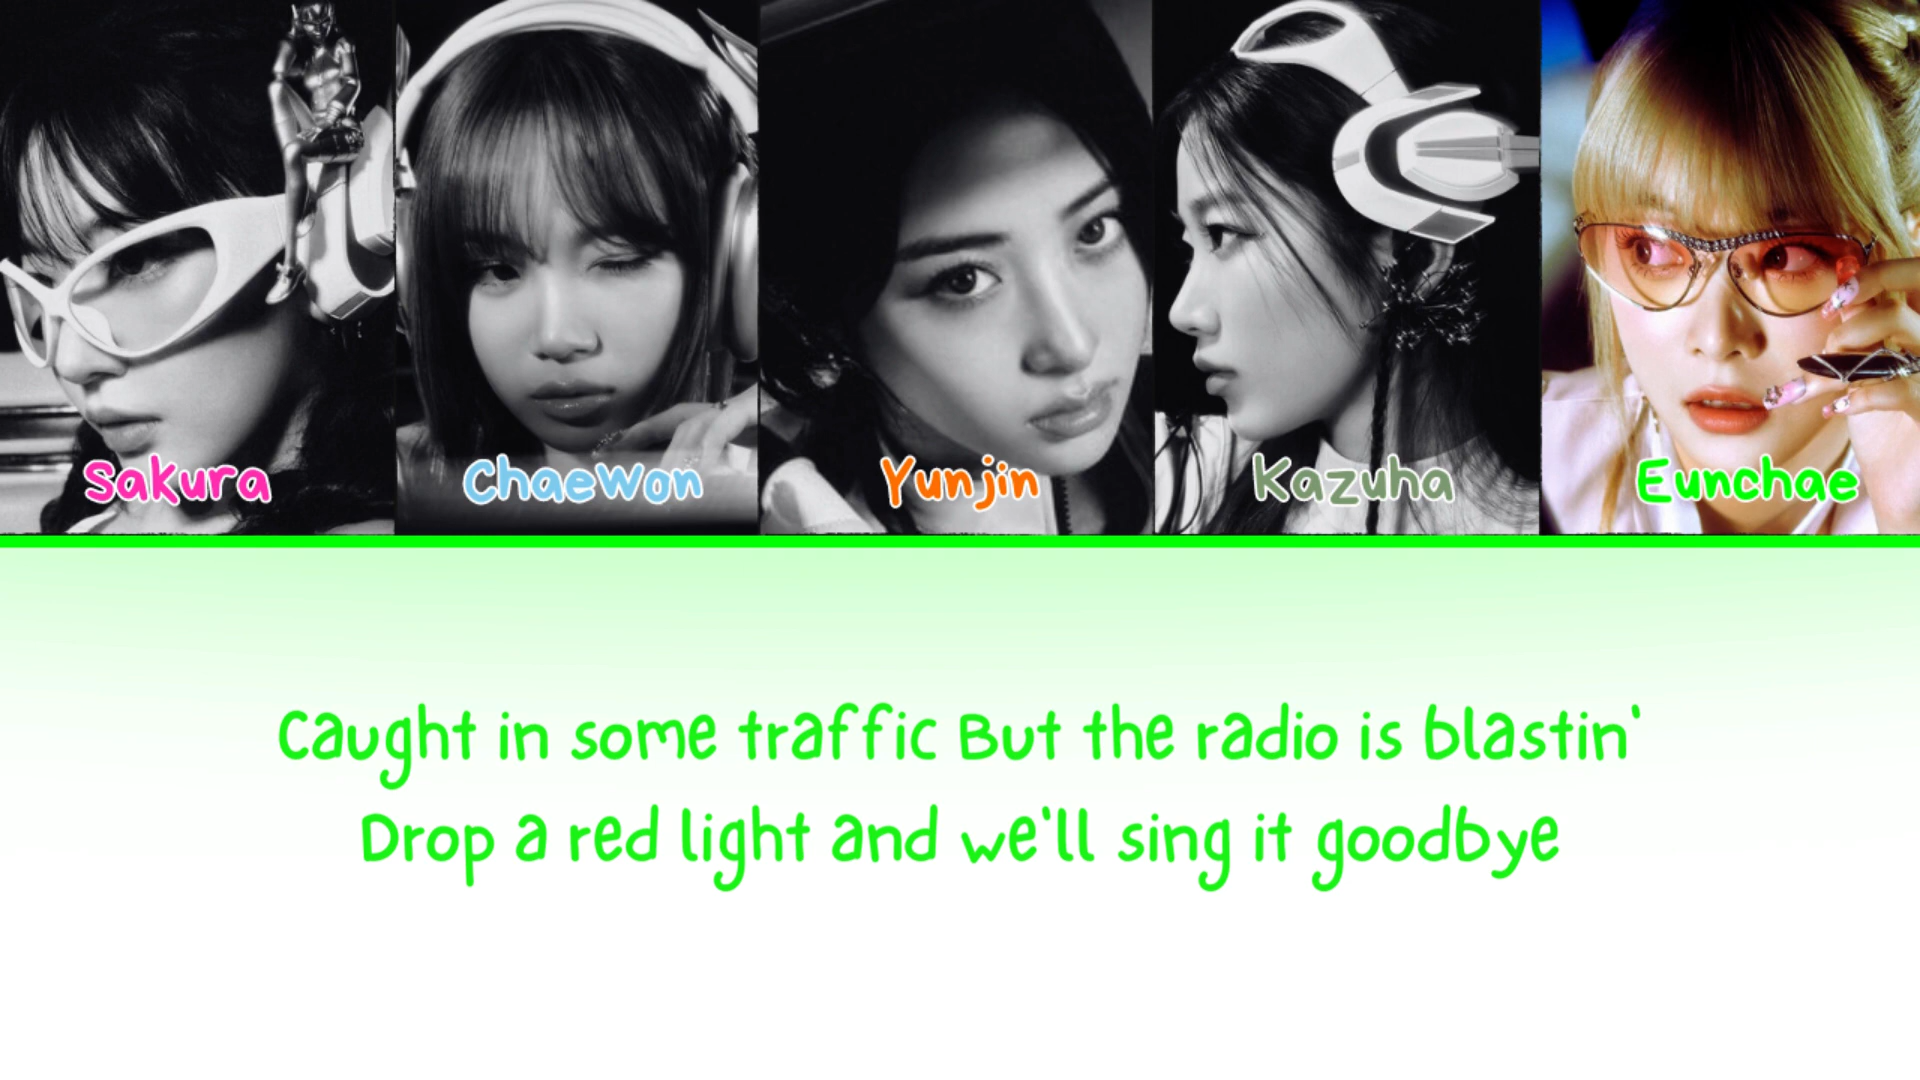 Sakura
Chaewon
Yunjin
Kazuha
Eunchae
Caught in some traffic But the radio is blastin'
Drop a red light and we'll sing it goodbye